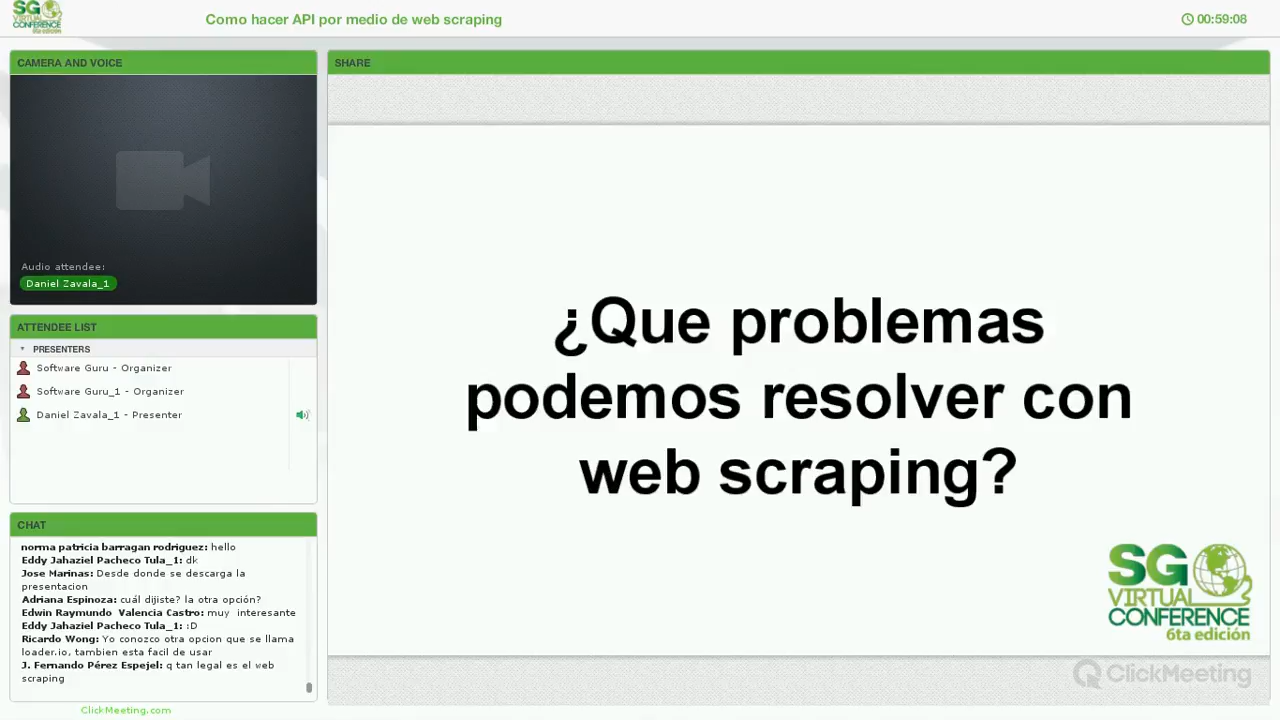 SG
VIRTUAL
CONFERENCE
6ta edición
Como hacer API por medio de web scraping
00:59:08
CAMERA AND VOICE
Audio attendee:
Daniel Zavala_1
ATTENDEE LIST
PRESENTERS
Software Guru - Organizer
Software Guru_1 - Organizer
Daniel Zavala_1 - Presenter
CHAT
norma patricia barragan rodriguez: hello
Eddy Jahaziel Pacheco Tula_1: dk
Jose Marinas: Desde donde se descarga la
presentacion
Adriana Espinoza: cuál dijiste? la otra opción?
Edwin Raymundo Valencia Castro: muy interesante
Eddy Jahaziel Pacheco Tula_1: :D
Ricardo Wong: Yo conozco otra opcion que se llama
loader.io, tambien esta facil de usar
J. Fernando Pérez Espejel: q tan legal es el web
scraping
ClickMeeting.com
SHARE
¿Que problemas
podemos resolver con
web scraping?
SG
VIRTUAL
CONFERENCE
6ta edición
ClickMeeting